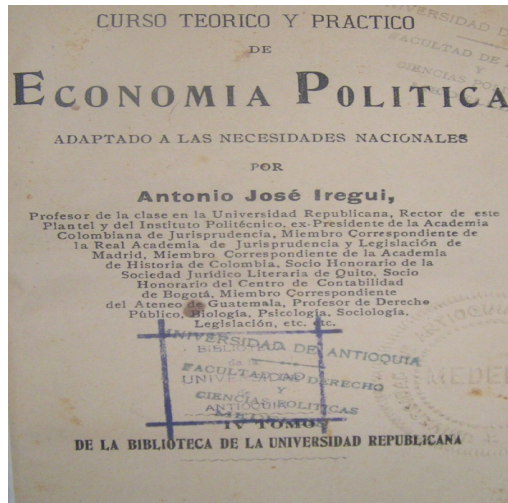 CURSO TEORICO Y PRACTICO
DE
ECONOMIA POLITICA
ADAPTADO A LAS NECESIDADES NACIONALES
POR
Antonio José Iregui,
Profesor de la clase en la Universidad Republicana, Rector de este
Plantel y del Instituto Politécnico, ex-Presidente de la Academia
Colombiana de Jurisprudencia, Miembro Correspondiente de
la Real Academia de Jurisprudencia y Legislación de
Madrid, Miembro Correspondiente de la Academia
de Historia de Colombia, Socio Honorario de la
Sociedad Jurídico Literaria de Quito, Socio
Honorario del Centro de Contabilidad
de Bogotá, Miembro Correspondiente
del Ateneo de Guatemala, Profesor de Derecho
Público, Biología, Psicología, Sociología,
Legislación, etc. etc.
UNIVERSIDAD DE ANTIOQUIA
FACULTAD DE DERECHO
Y
CIENCIAS POLITICAS
IV TOMOS
DE LA BIBLIOTECA DE LA UNIVERSIDAD REPUBLICANA